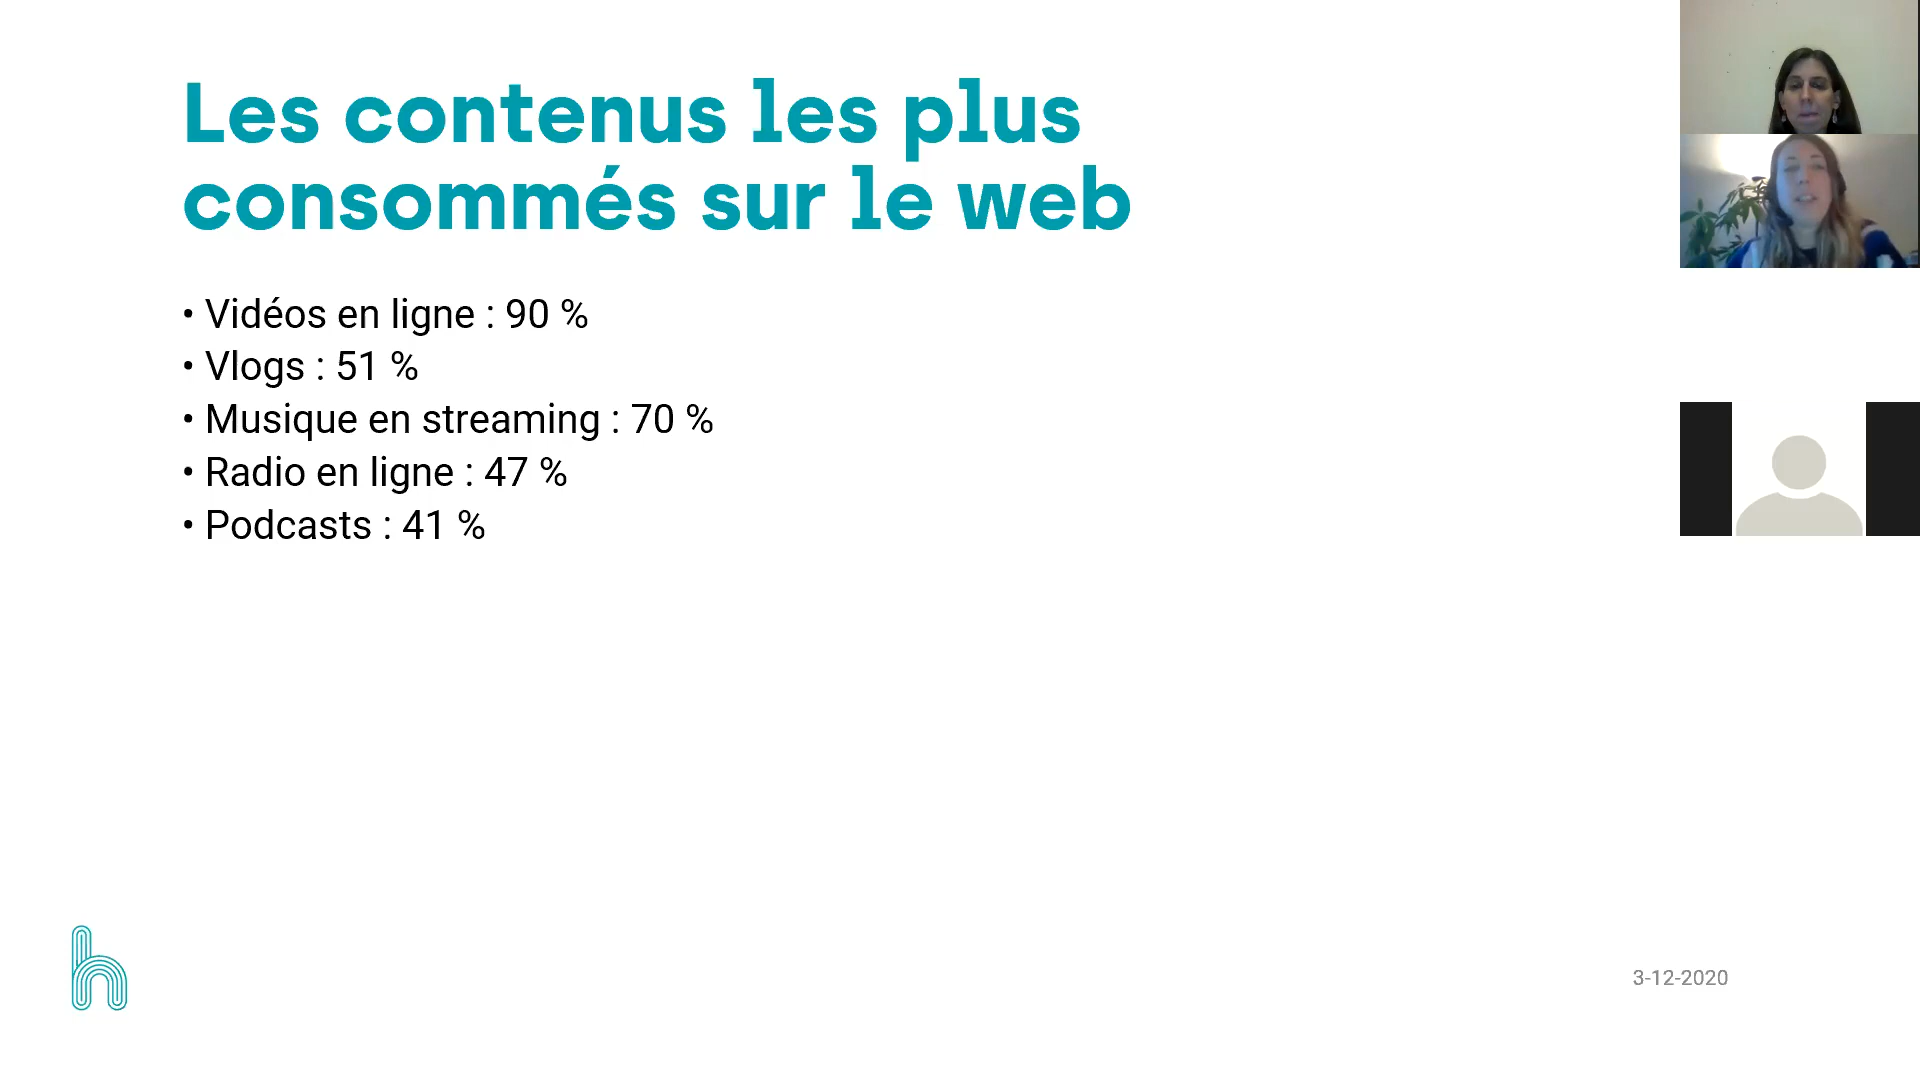 Les contenus les plus
consommés sur le web
• Vidéos en ligne : 90 %
• Vlogs : 51 %
• Musique en streaming : 70 %
• Radio en ligne : 47 %
• Podcasts : 41 %
h
3-12-2020